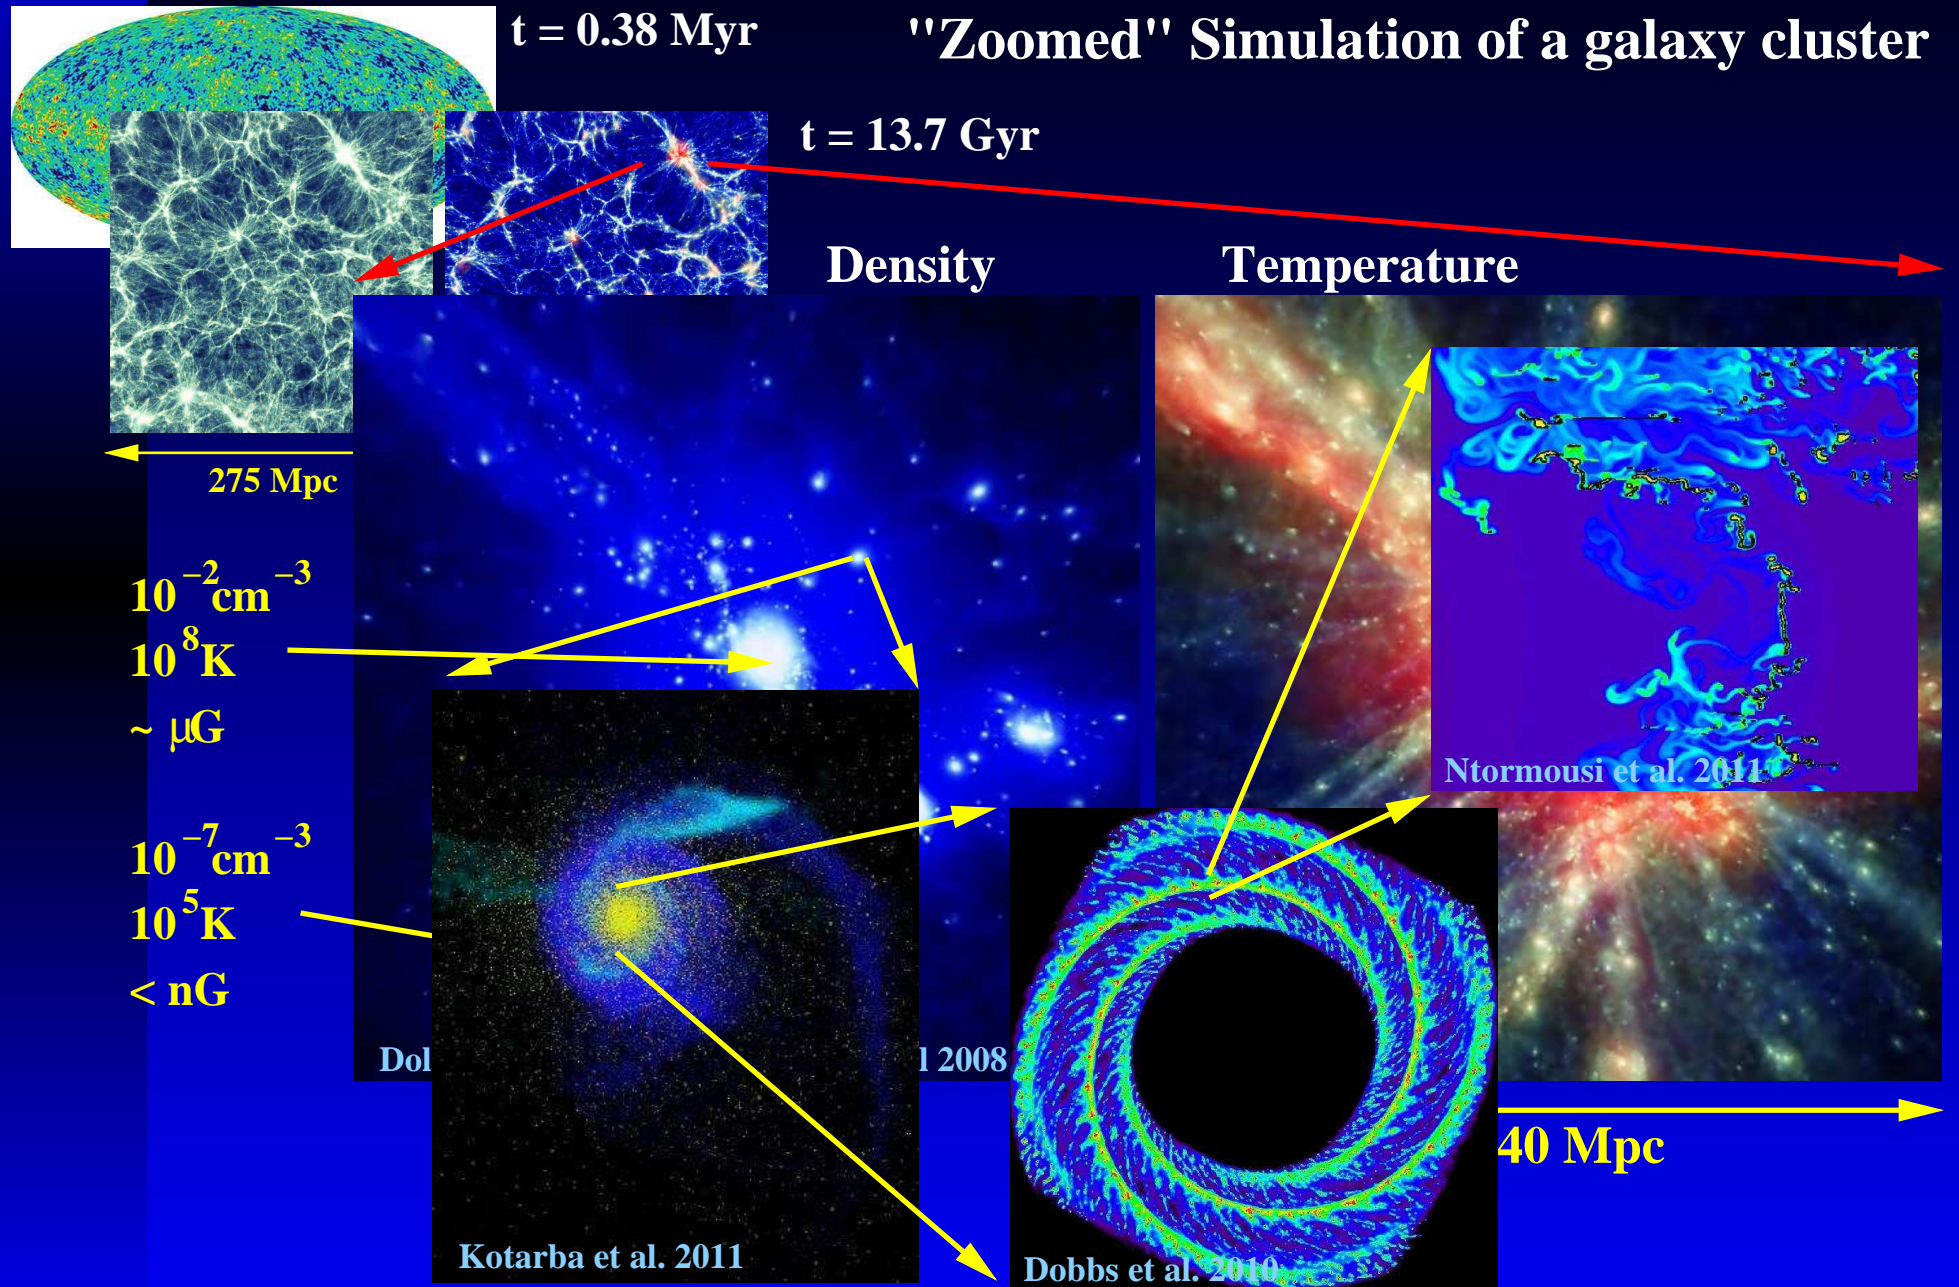 t = 0.38 Myr
"Zoomed" Simulation of a galaxy cluster
t = 13.7 Gyr
Density
Temperature
275 Mpc
10⁻²cm⁻³
10⁸K
~ μG
10⁻⁷cm⁻³
10⁵K
< nG
Ntormousi et al. 2011
2008
40 Mpc
Kotarba et al. 2011
Dobbs et al. 2010